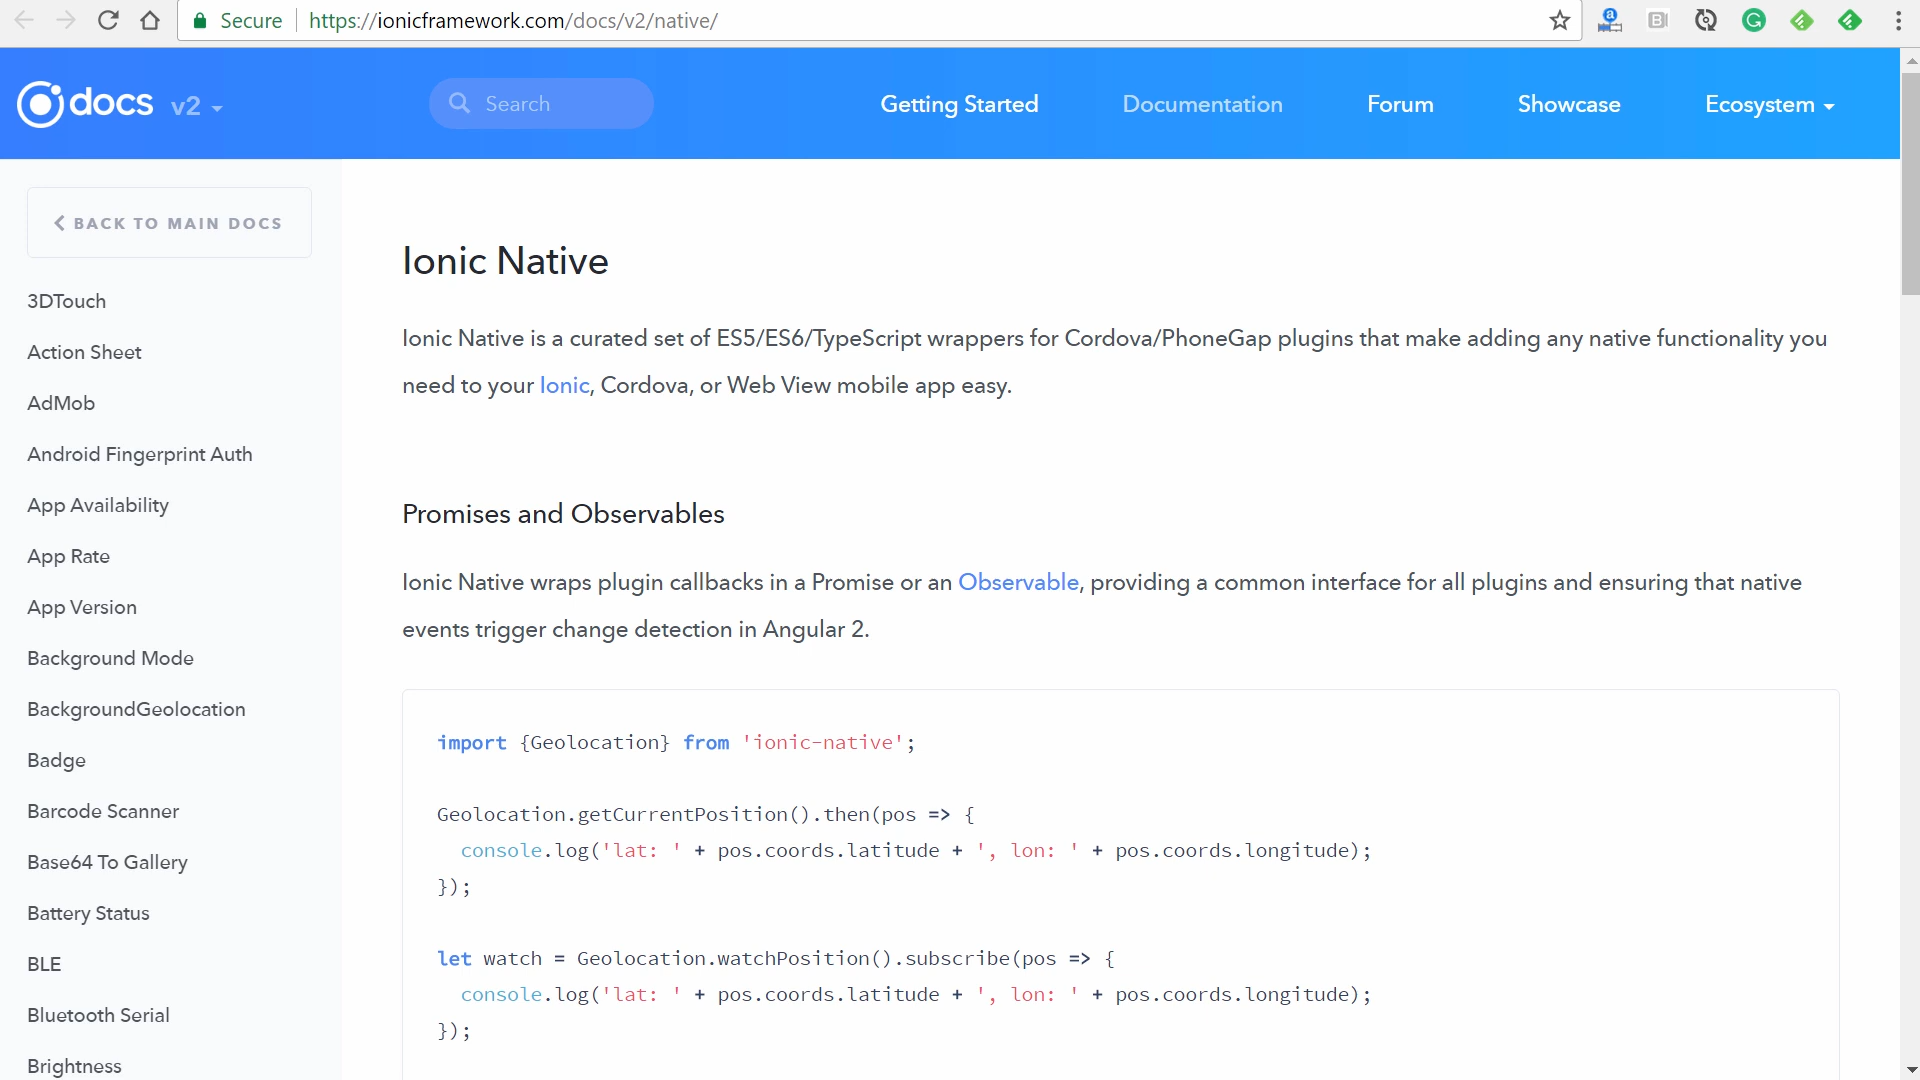 Secure https://ionicframework.com/docs/v2/native/
docs v2 Search Getting Started Documentation Forum Showcase Ecosystem
BACK TO MAIN DOCS
3DTouch
Action Sheet
AdMob
Android Fingerprint Auth
App Availability
App Rate
App Version
Background Mode
BackgroundGeolocation
Badge
Barcode Scanner
Base64 To Gallery
Battery Status
BLE
Bluetooth Serial
Brightness
Ionic Native
Ionic Native is a curated set of ES5/ES6/TypeScript wrappers for Cordova/PhoneGap plugins that make adding any native functionality you
need to your Ionic, Cordova, or Web View mobile app easy.
Promises and Observables
Ionic Native wraps plugin callbacks in a Promise or an Observable, providing a common interface for all plugins and ensuring that native
events trigger change detection in Angular 2.
import {Geolocation} from 'ionic-native';
Geolocation.getCurrentPosition().then(pos => {
console.log('lat: ' + pos.coords.latitude + ', lon: ' + pos.coords.longitude);
});
let watch = Geolocation.watchPosition().subscribe(pos => {
console.log('lat: ' + pos.coords.latitude + ', lon: ' + pos.coords.longitude);
});